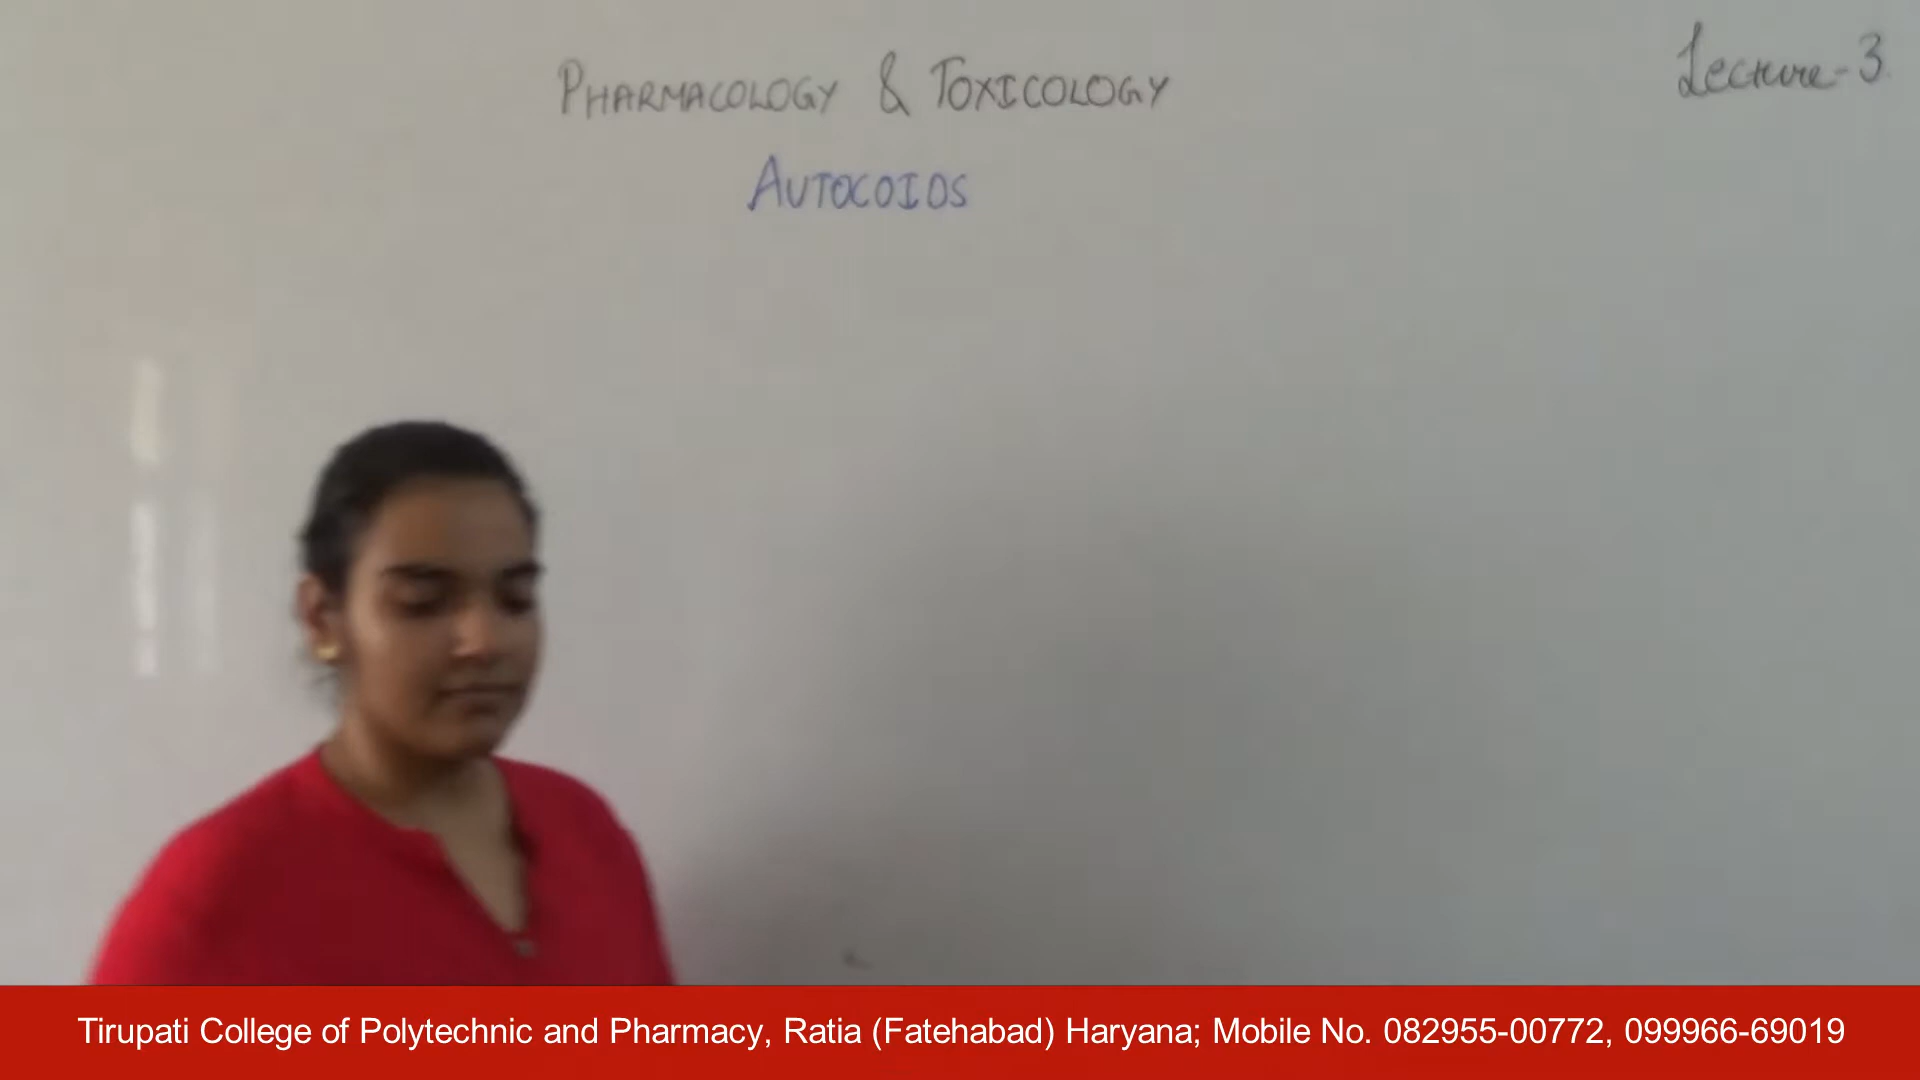 Lecture-3
PHARMACOLOGY & TOXICOLOGY
AUTOCOIDS
Tirupati College of Polytechnic and Pharmacy, Ratia (Fatehabad) Haryana; Mobile No. 082955-00772, 099966-69019